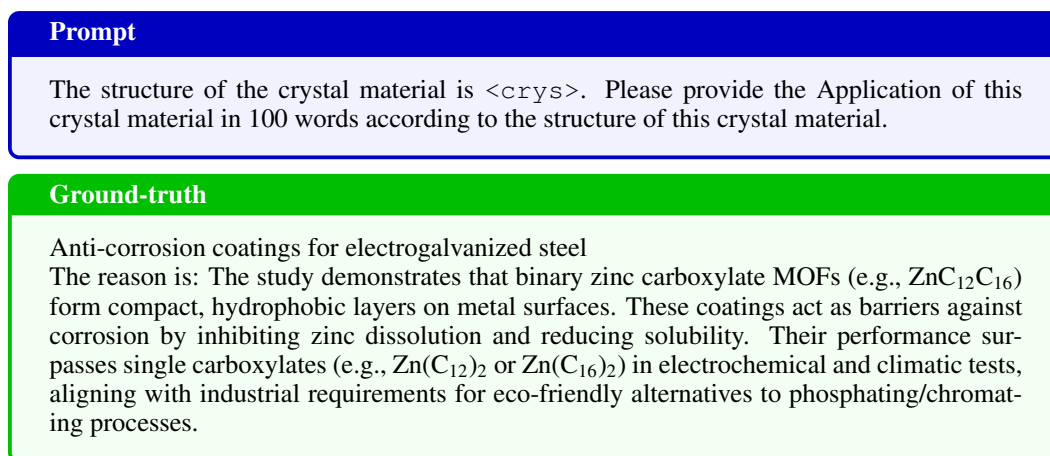 Prompt
The structure of the crystal material is <crys>. Please provide the Application of this
crystal material in 100 words according to the structure of this crystal material.
Ground-truth
Anti-corrosion coatings for electrogalvanized steel
The reason is: The study demonstrates that binary zinc carboxylate MOFs (e.g., ZnC₁₂C₁₆)
form compact, hydrophobic layers on metal surfaces. These coatings act as barriers against
corrosion by inhibiting zinc dissolution and reducing solubility. Their performance sur-
passes single carboxylates (e.g., Zn(C₁₂)₂ or Zn(C₁₆)₂) in electrochemical and climatic tests,
aligning with industrial requirements for eco-friendly alternatives to phosphating/chromat-
ing processes.